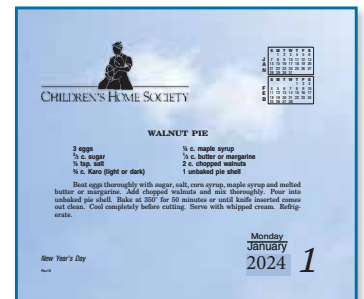 CHILDREN'S HOME SOCIETY
S M T W T F S
JAN
FEB
WALNUT PIE
3 eggs
⅔ c. sugar
½ tsp. salt
¾ c. Karo (light or dark)
¼ c. maple syrup
⅓ c. butter or margarine
2 c. chopped walnuts
1 unbaked pie shell
Beat eggs thoroughly with sugar, salt, corn syrup, maple syrup and melted
butter or margarine. Add chopped walnuts and mix thoroughly. Pour into
unbaked pie shell. Bake at 350° for 50 minutes or until knife inserted comes
out clean. Cool completely before cutting. Serve with whipped cream. Refrig-
erate.
Monday
January
2024 1
New Year's Day